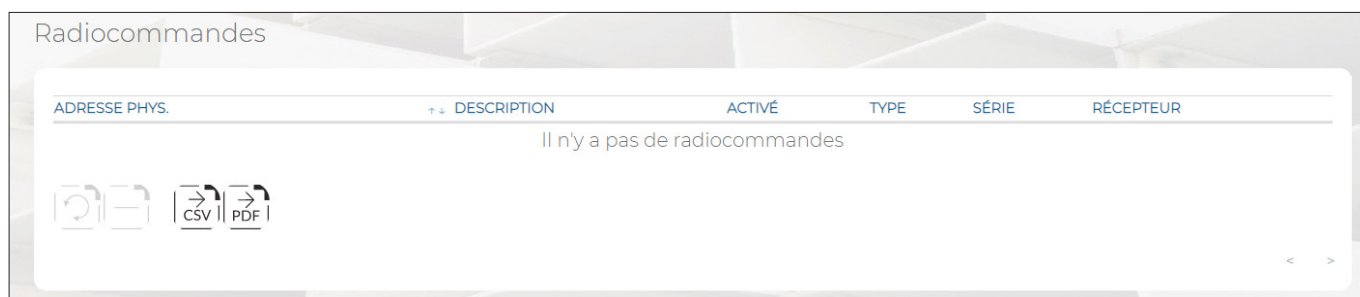 Radiocommandes
ADRESSE PHYS. ↑↓ DESCRIPTION ACTIVÉ TYPE SÉRIE RÉCEPTEUR
Il n'y a pas de radiocommandes
CSV PDF
< >